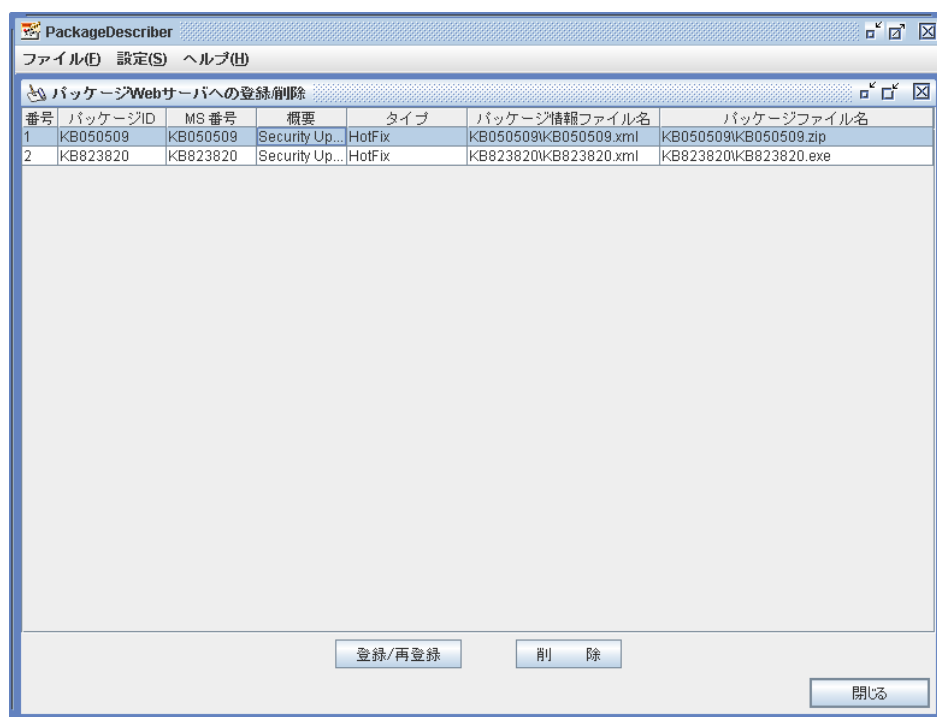 PackageDescriber
ファイル(F) 設定(S) ヘルプ(H)
パッケージWebサーバへの登録/削除
番号 パッケージID MS 番号 概要 タイプ パッケージ情報ファイル名 パッケージファイル名
1 KB050509 KB050509 Security Up... HotFix KB050509\KB050509.xml KB050509\KB050509.zip
2 KB823820 KB823820 Security Up... HotFix KB823820\KB823820.xml KB823820\KB823820.exe
登録/再登録 削 除
閉じる